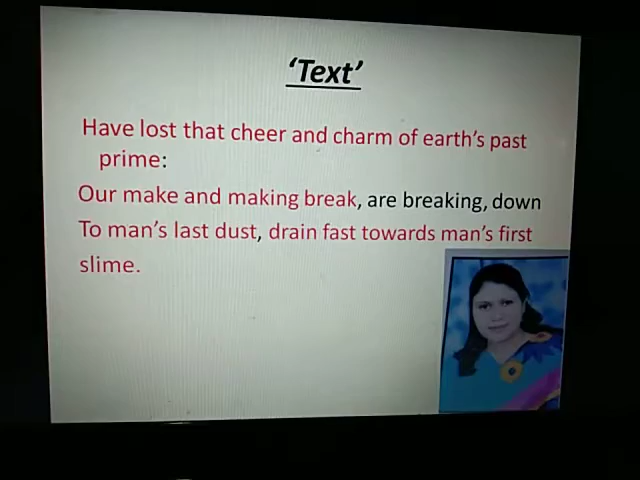 ‘Text’
Have lost that cheer and charm of earth’s past
prime:
Our make and making break, are breaking, down
To man’s last dust, drain fast towards man’s first
slime.